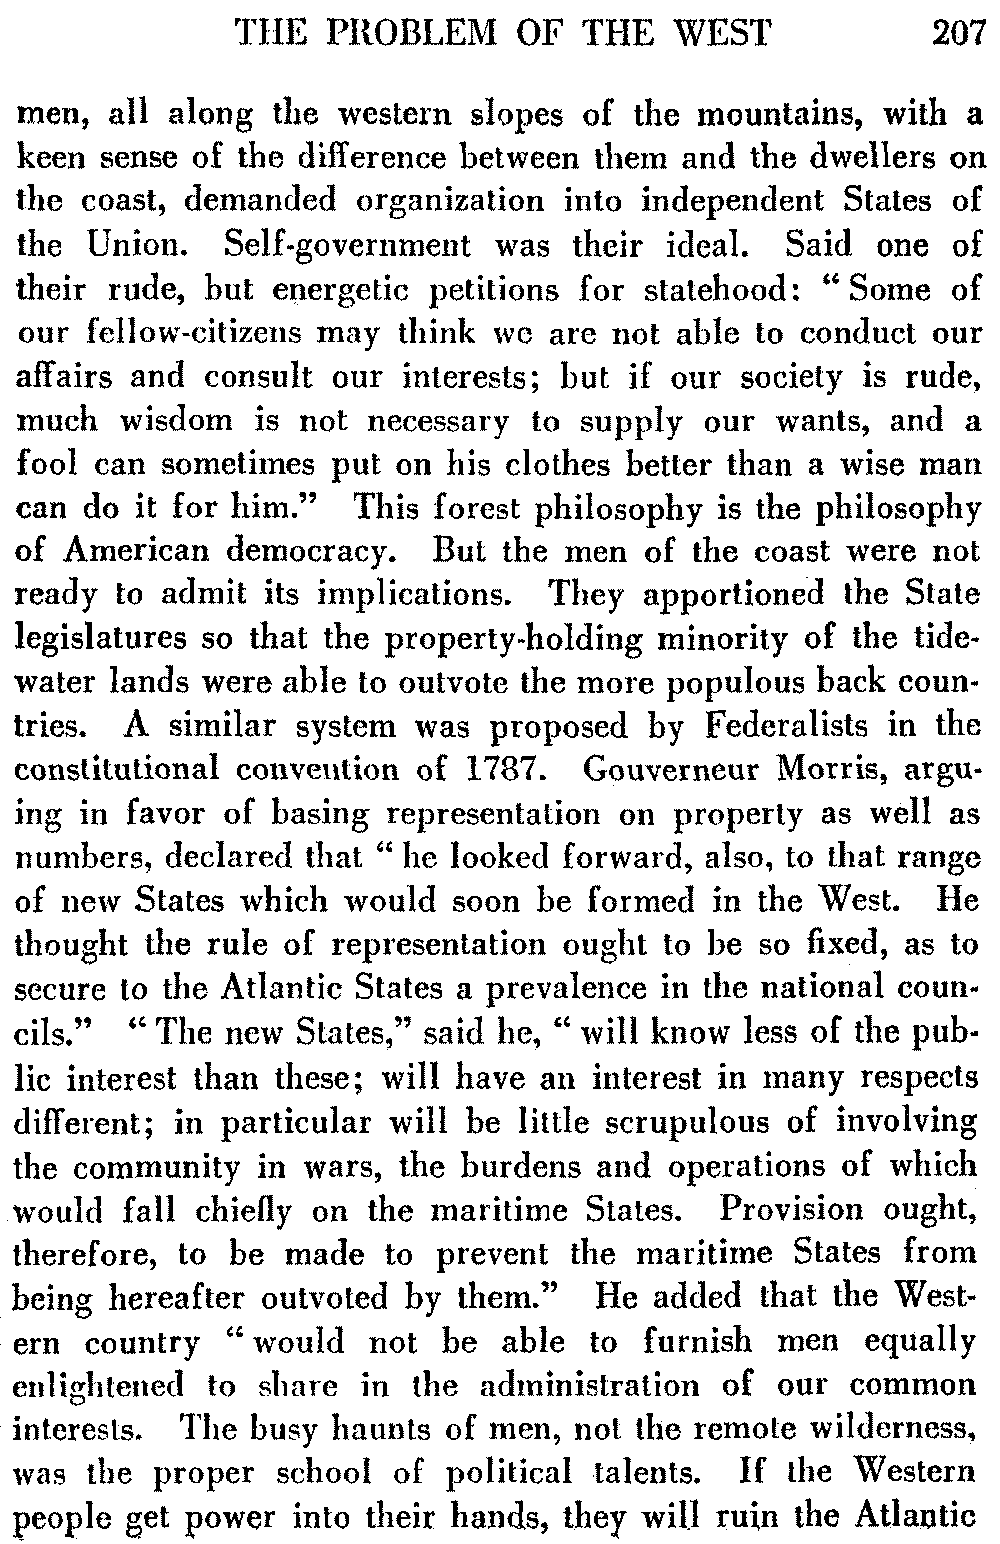 THE PROBLEM OF THE WEST 207
men, all along the western slopes of the mountains, with a
keen sense of the difference between them and the dwellers on
the coast, demanded organization into independent States of
the Union. Self-government was their ideal. Said one of
their rude, but energetic petitions for statehood: “ Some of
our fellow-citizens may think we are not able to conduct our
affairs and consult our interests; but if our society is rude,
much wisdom is not necessary to supply our wants, and a
fool can sometimes put on his clothes better than a wise man
can do it for him.” This forest philosophy is the philosophy
of American democracy. But the men of the coast were not
ready to admit its implications. They apportioned the State
legislatures so that the property-holding minority of the tide-
water lands were able to outvote the more populous back coun-
tries. A similar system was proposed by Federalists in the
constitutional convention of 1787. Gouverneur Morris, argu-
ing in favor of basing representation on property as well as
numbers, declared that “ he looked forward, also, to that range
of new States which would soon be formed in the West. He
thought the rule of representation ought to be so fixed, as to
secure to the Atlantic States a prevalence in the national coun-
cils.” “ The new States,” said he, “ will know less of the pub-
lic interest than these; will have an interest in many respects
different; in particular will be little scrupulous of involving
the community in wars, the burdens and operations of which
would fall chiefly on the maritime States. Provision ought,
therefore, to be made to prevent the maritime States from
being hereafter outvoted by them.” He added that the West-
ern country “ would not be able to furnish men equally
enlightened to share in the administration of our common
interests. The busy haunts of men, not the remote wilderness,
was the proper school of political talents. If the Western
people get power into their hands, they will ruin the Atlantic